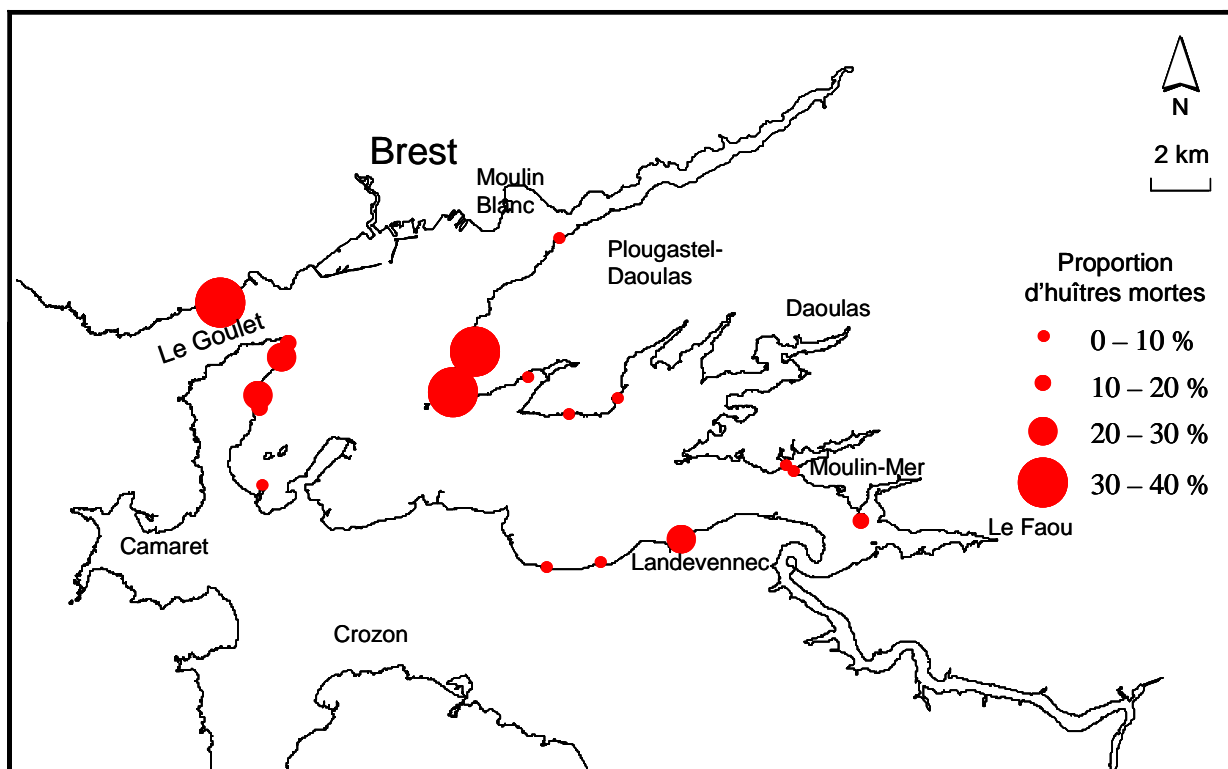 N
2 km
Brest
Moulin
Blanc
Plougastel-
Daoulas
Daoulas
Le Goulet
Moulin-Mer
Le Faou
Camaret
Landevennec
Crozon
Proportion
d'huîtres mortes
0 – 10 %
10 – 20 %
20 – 30 %
30 – 40 %